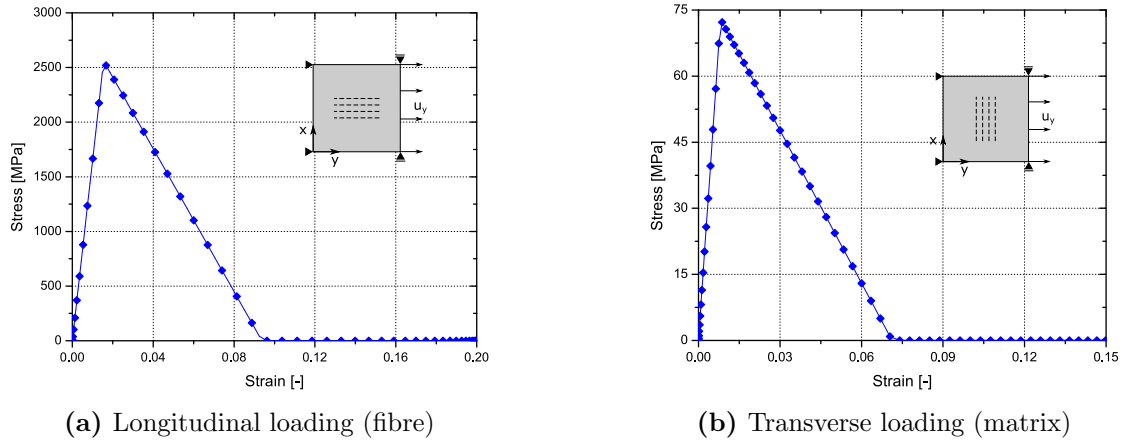 3000
2500
2000
1500
1000
500
0
Stress [MPa]
0.00 0.04 0.08 0.12 0.16 0.20
Strain [-]
x
y
u_y
(a) Longitudinal loading (fibre)
75
60
45
30
15
0
Stress [MPa]
0.00 0.03 0.06 0.09 0.12 0.15
Strain [-]
x
y
u_y
(b) Transverse loading (matrix)